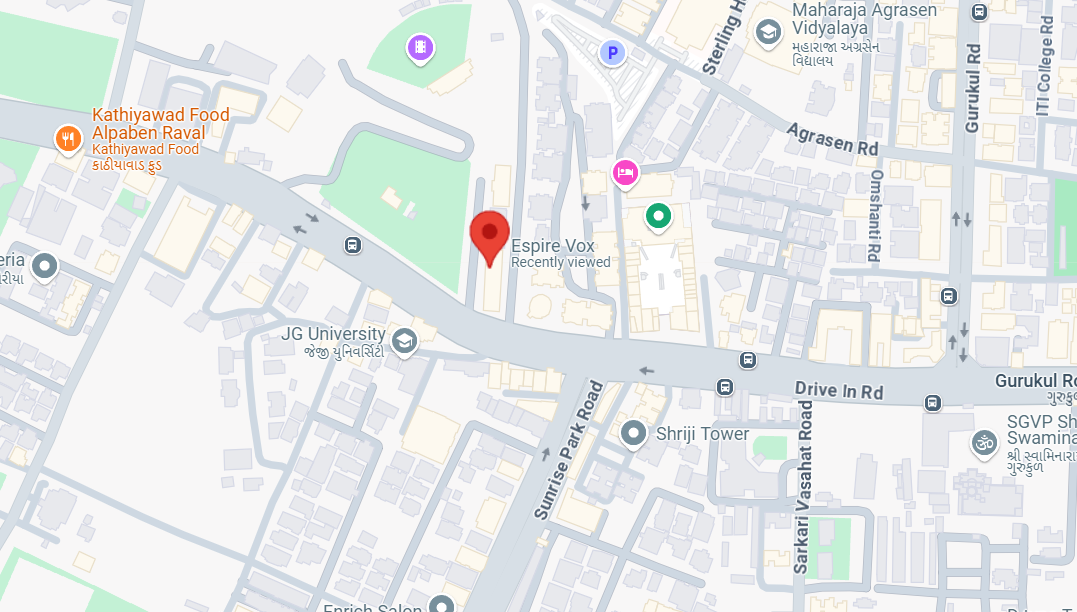 Maharaja Agrasen
Vidyalaya
મહારાજા અગ્રસેન
વિદ્યાલય
Gurukul Rd
ITI College Rd
P
Kathiyawad Food
Alpaben Raval
Kathiyawad Food
કાઠીયાવાડ ફૂડ
Agrasen Rd
Omshanti Rd
Espire Vox
Recently viewed
eria
રીયા
JG University
જેજી યુનિવર્સિટી
Drive In Rd
Gurukul Ro
Sunrise Park Road
Sarkari Vasahat Road
Shriji Tower
SGVP Sh
Swamina
શ્રી સ્વામિનારા
ગુરુકુળ
Enrich Salon